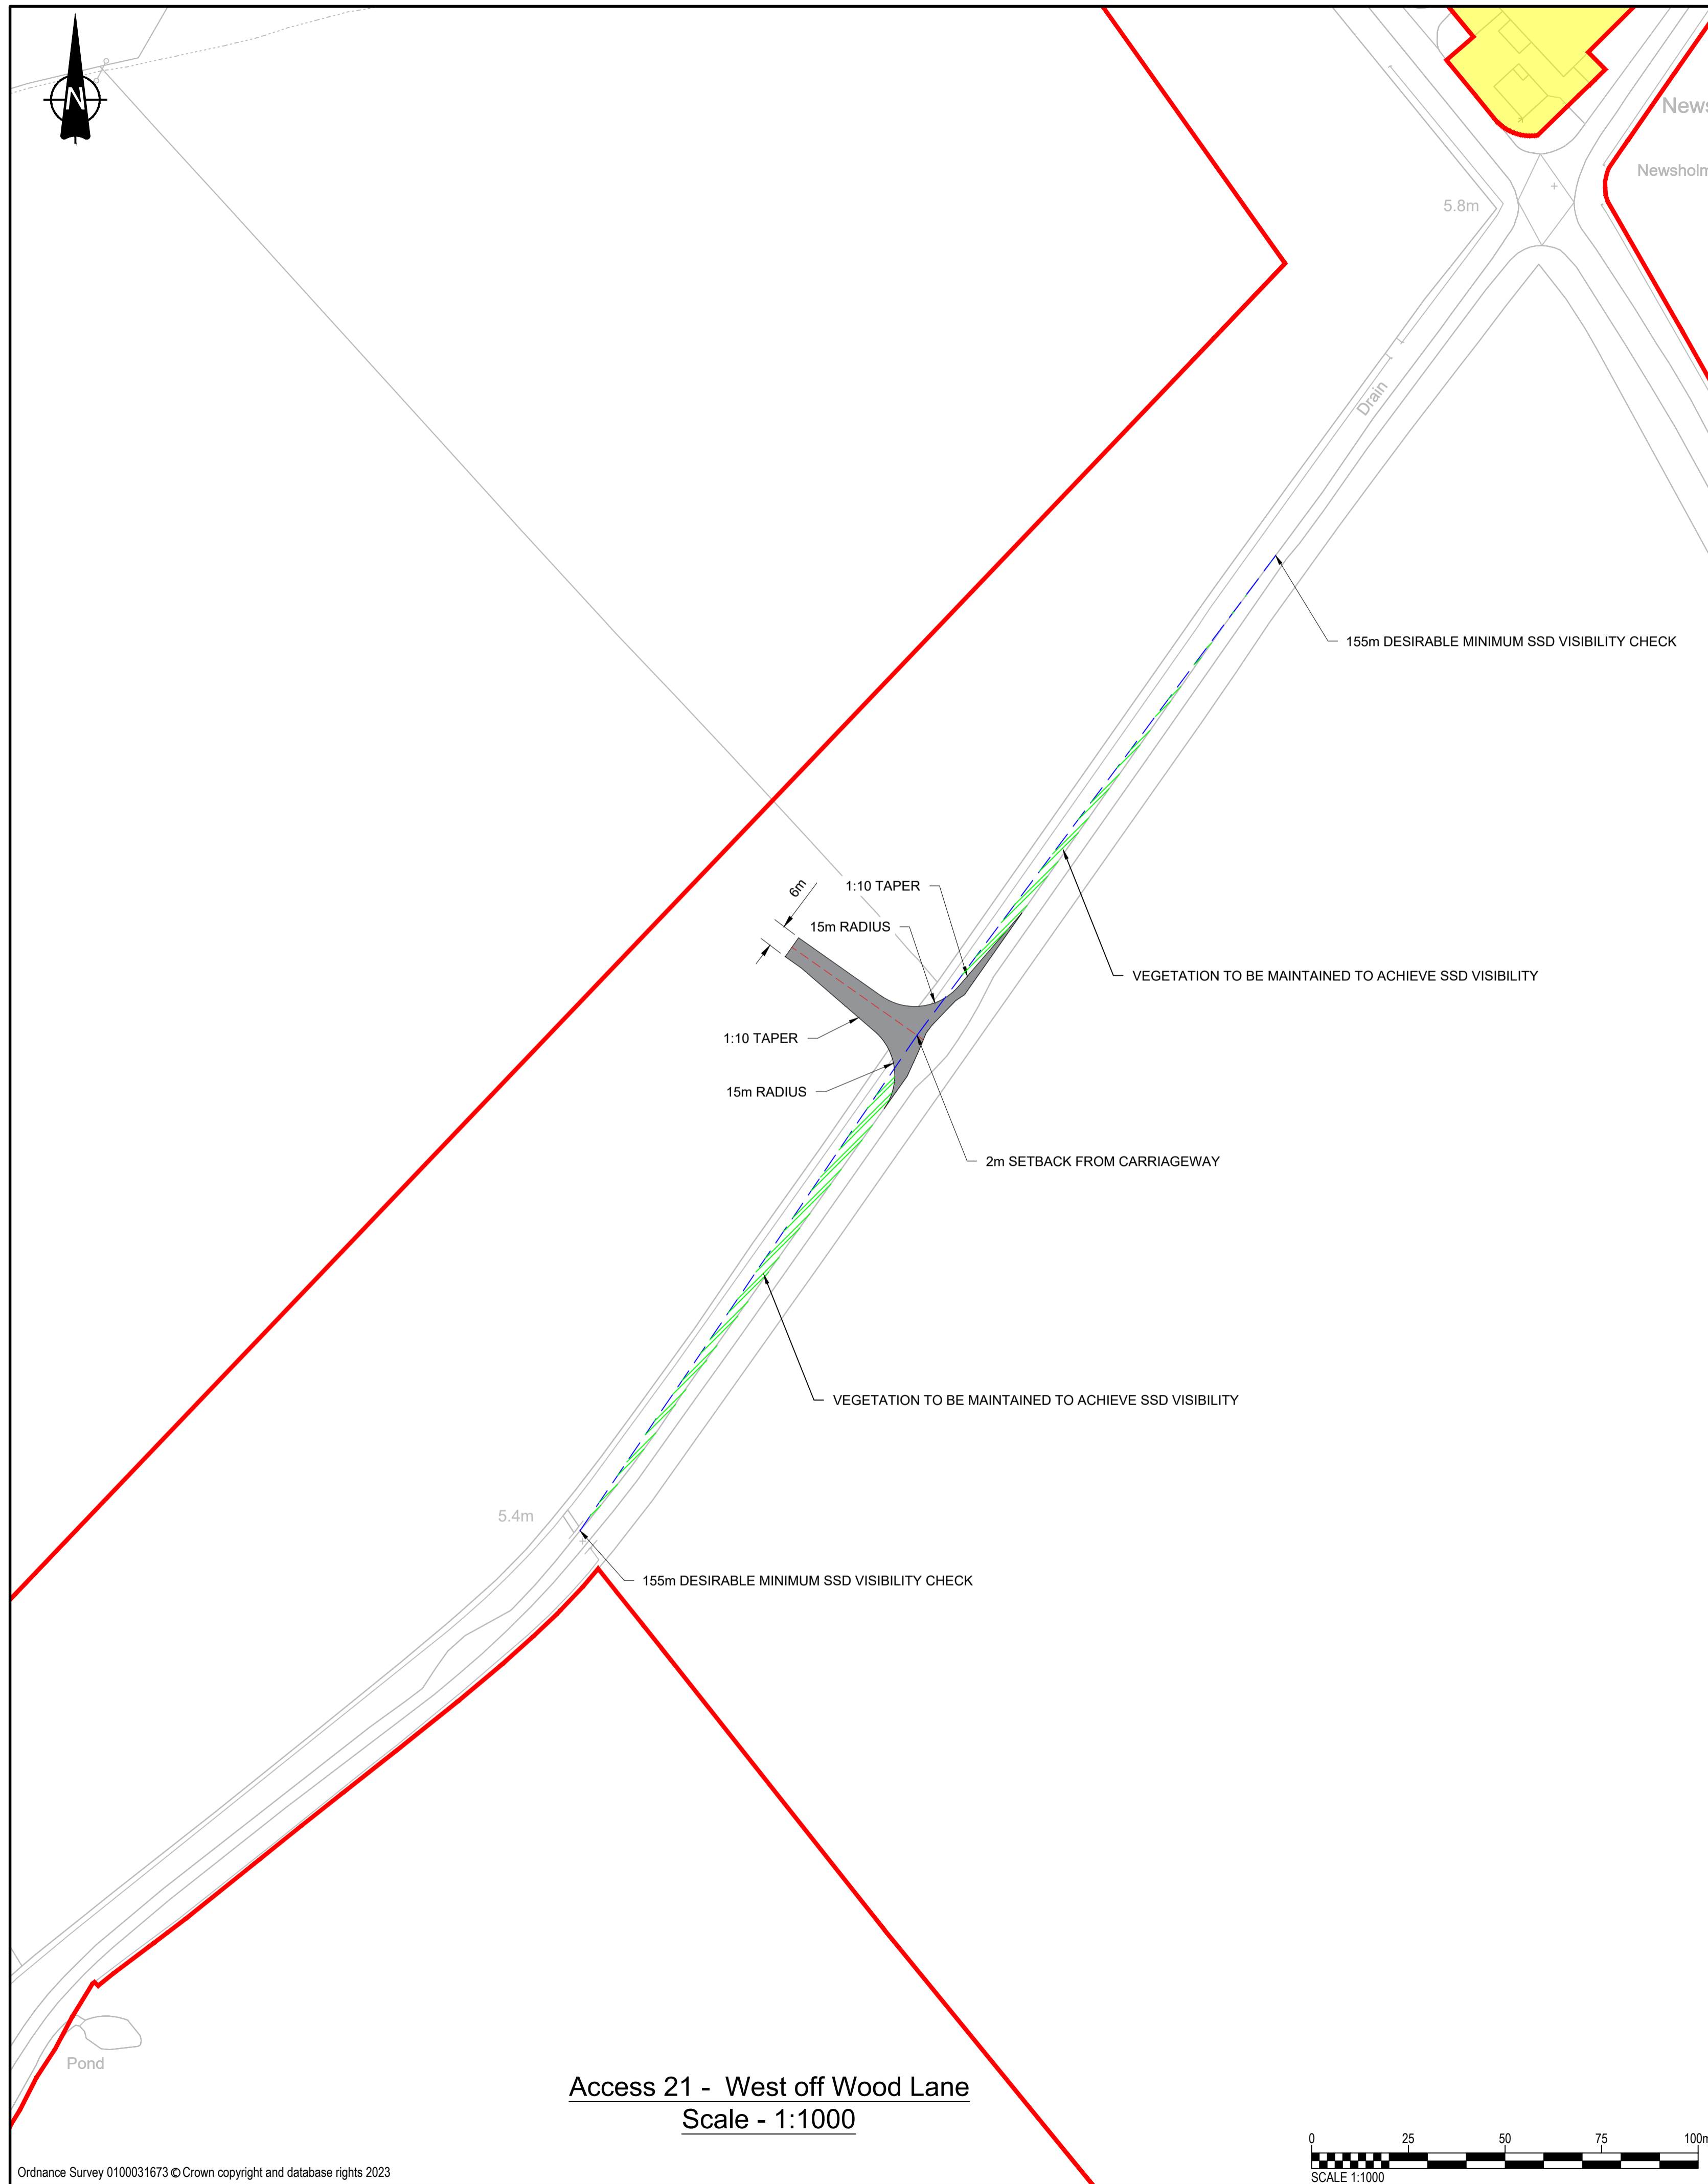 N
News
Newsholm
5.8m
Drain
155m DESIRABLE MINIMUM SSD VISIBILITY CHECK
6m
1:10 TAPER
15m RADIUS
VEGETATION TO BE MAINTAINED TO ACHIEVE SSD VISIBILITY
1:10 TAPER
15m RADIUS
2m SETBACK FROM CARRIAGEWAY
VEGETATION TO BE MAINTAINED TO ACHIEVE SSD VISIBILITY
5.4m
155m DESIRABLE MINIMUM SSD VISIBILITY CHECK
Pond
Access 21 - West off Wood Lane
Scale - 1:1000
0 25 50 75 100m
SCALE 1:1000
Ordnance Survey 0100031673 © Crown copyright and database rights 2023